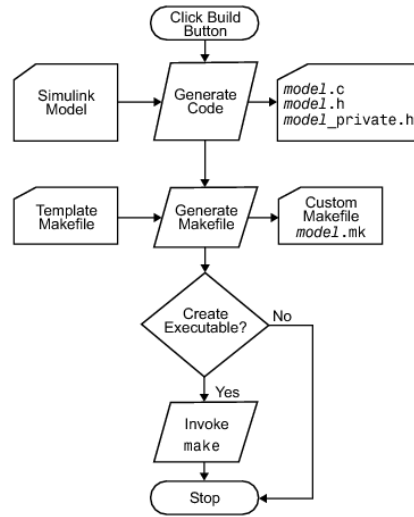 Click Build
Button
Simulink
Model
Generate
Code
model.c
model.h
model_private.h
Template
Makefile
Generate
Makefile
Custom
Makefile
model.mk
Create
Executable?
No
Yes
Invoke
make
Stop